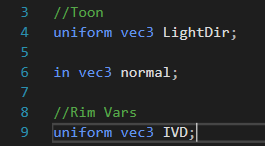 3 //Toon
4 uniform vec3 LightDir;
5
6 in vec3 normal;
7
8 //Rim Vars
9 uniform vec3 IVD;